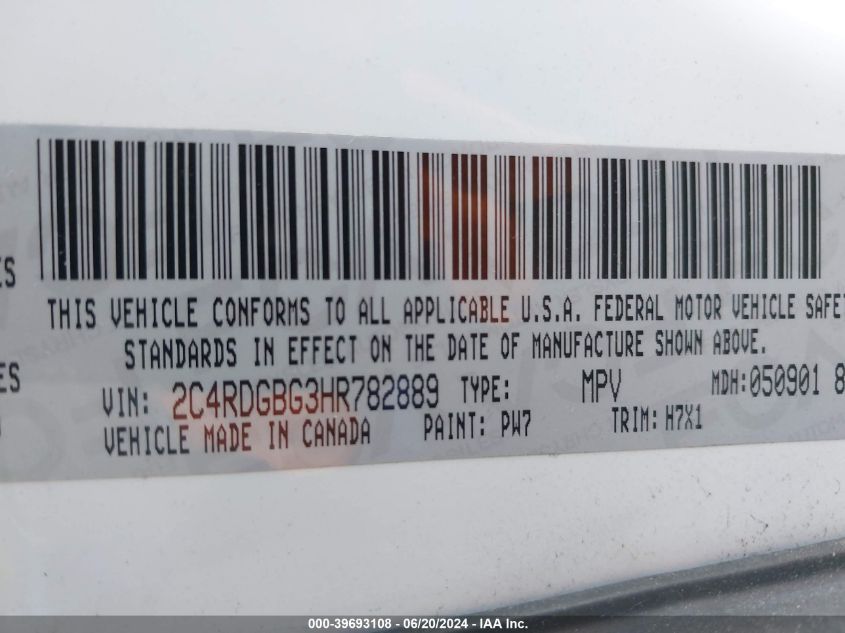 THIS VEHICLE CONFORMS TO ALL APPLICABLE U.S.A. FEDERAL MOTOR VEHICLE
STANDARDS IN EFFECT ON THE DATE OF MANUFACTURE SHOWN ABOVE.
VIN: 2C4RDGBG3HR782889 TYPE: MPV MDH:050901 8
VEHICLE MADE IN CANADA PAINT: PW7 TRIM: H7X1
000-39693108 - 06/20/2024 - IAA Inc.